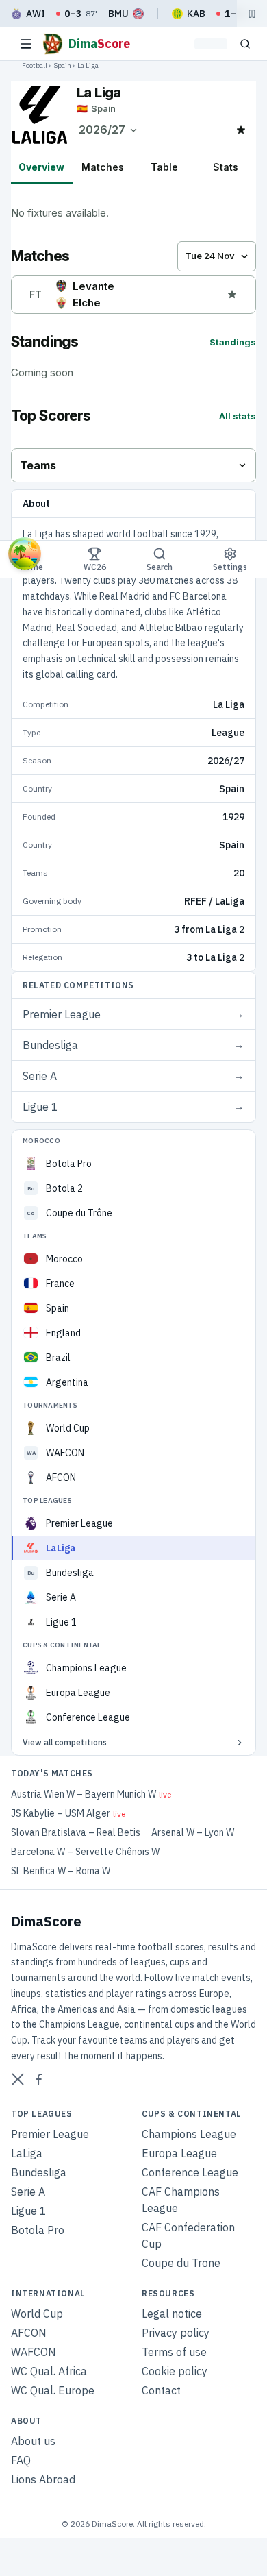 AWI 0–3 87' BMU
KAB 1–
DimaScore
Football › Spain › La Liga
LALIGA
La Liga
Spain
2026/27
Overview Matches Table Stats
No fixtures available.
Matches
Tue 24 Nov
FT
Levante
Elche
Standings
Standings
Coming soon
Top Scorers
All stats
Teams
About
La Liga has shaped world football since 1929,
WC26 Search Settings
players. Twenty clubs play 380 matches across 38
matchdays. While Real Madrid and FC Barcelona
have historically dominated, clubs like Atlético
Madrid, Real Sociedad, and Athletic Bilbao regularly
challenge for European spots, and the league's
emphasis on technical skill and possession remains
its global calling card.
Competition La Liga
Type League
Season 2026/27
Country Spain
Founded 1929
Country Spain
Teams 20
Governing body RFEF / LaLiga
Promotion 3 from La Liga 2
Relegation 3 to La Liga 2
RELATED COMPETITIONS
Premier League →
Bundesliga →
Serie A →
Ligue 1 →
MOROCCO
Botola Pro
Bo Botola 2
Co Coupe du Trône
TEAMS
Morocco
France
Spain
England
Brazil
Argentina
TOURNAMENTS
World Cup
WA WAFCON
AFCON
TOP LEAGUES
Premier League
LaLiga
Bu Bundesliga
Serie A
Ligue 1
CUPS & CONTINENTAL
Champions League
Europa League
Conference League
View all competitions
TODAY'S MATCHES
Austria Wien W – Bayern Munich W live
JS Kabylie – USM Alger live
Slovan Bratislava – Real Betis Arsenal W – Lyon W
Barcelona W – Servette Chênois W
SL Benfica W – Roma W
DimaScore
DimaScore delivers real-time football scores, results and
standings from hundreds of leagues, cups and
tournaments around the world. Follow live match events,
lineups, statistics and player ratings across Europe,
Africa, the Americas and Asia — from domestic leagues
to the Champions League, continental cups and the World
Cup. Track your favourite teams and players and get
every result the moment it happens.
TOP LEAGUES
Premier League
LaLiga
Bundesliga
Serie A
Ligue 1
Botola Pro
CUPS & CONTINENTAL
Champions League
Europa League
Conference League
CAF Champions
League
CAF Confederation
Cup
Coupe du Trone
INTERNATIONAL
World Cup
AFCON
WAFCON
WC Qual. Africa
WC Qual. Europe
RESOURCES
Legal notice
Privacy policy
Terms of use
Cookie policy
Contact
ABOUT
About us
FAQ
Lions Abroad
© 2026 DimaScore. All rights reserved.